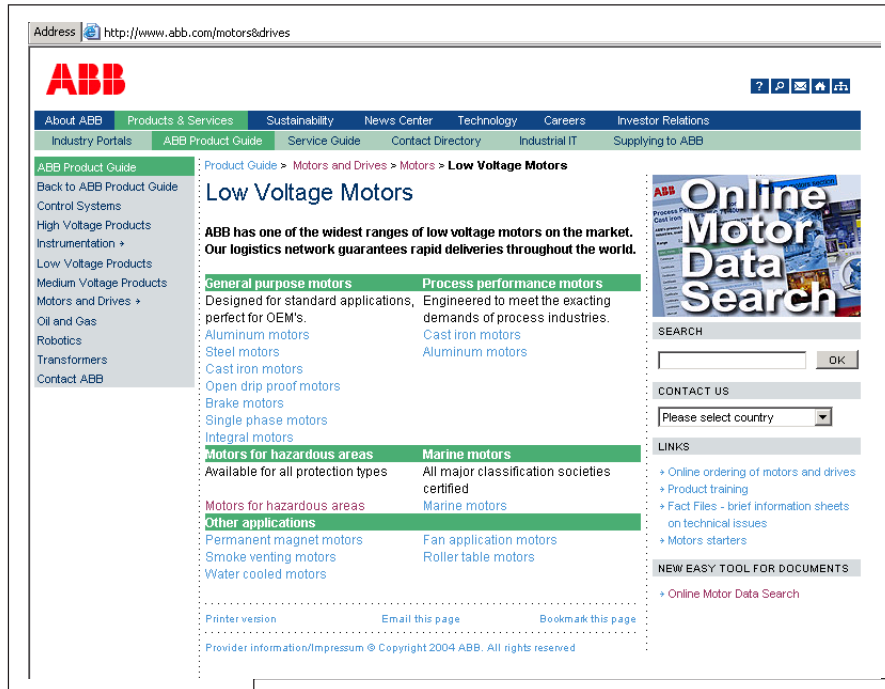 Address http://www.abb.com/motors&drives
ABB
About ABB Products & Services Sustainability News Center Technology Careers Investor Relations
Industry Portals ABB Product Guide Service Guide Contact Directory Industrial IT Supplying to ABB
ABB Product Guide
Back to ABB Product Guide
Control Systems
High Voltage Products
Instrumentation
Low Voltage Products
Medium Voltage Products
Motors and Drives
Oil and Gas
Robotics
Transformers
Contact ABB
Product Guide > Motors and Drives > Motors > Low Voltage Motors
Low Voltage Motors
ABB has one of the widest ranges of low voltage motors on the market.
Our logistics network guarantees rapid deliveries throughout the world.
General purpose motors
Designed for standard applications,
perfect for OEM's.
Aluminum motors
Steel motors
Cast iron motors
Open drip proof motors
Brake motors
Single phase motors
Integral motors
Process performance motors
Engineered to meet the exacting
demands of process industries.
Cast iron motors
Aluminum motors
Motors for hazardous areas
Available for all protection types
Motors for hazardous areas
Marine motors
All major classification societies
certified
Marine motors
Other applications
Permanent magnet motors
Smoke venting motors
Water cooled motors
Fan application motors
Roller table motors
Printer version Email this page Bookmark this page
Provider information/Impressum © Copyright 2004 ABB. All rights reserved
ABB
Online
Motor
Data
Search
SEARCH
OK
CONTACT US
Please select country
LINKS
Online ordering of motors and drives
Product training
Fact Files - brief information sheets
on technical issues
Motors starters
NEW EASY TOOL FOR DOCUMENTS
Online Motor Data Search